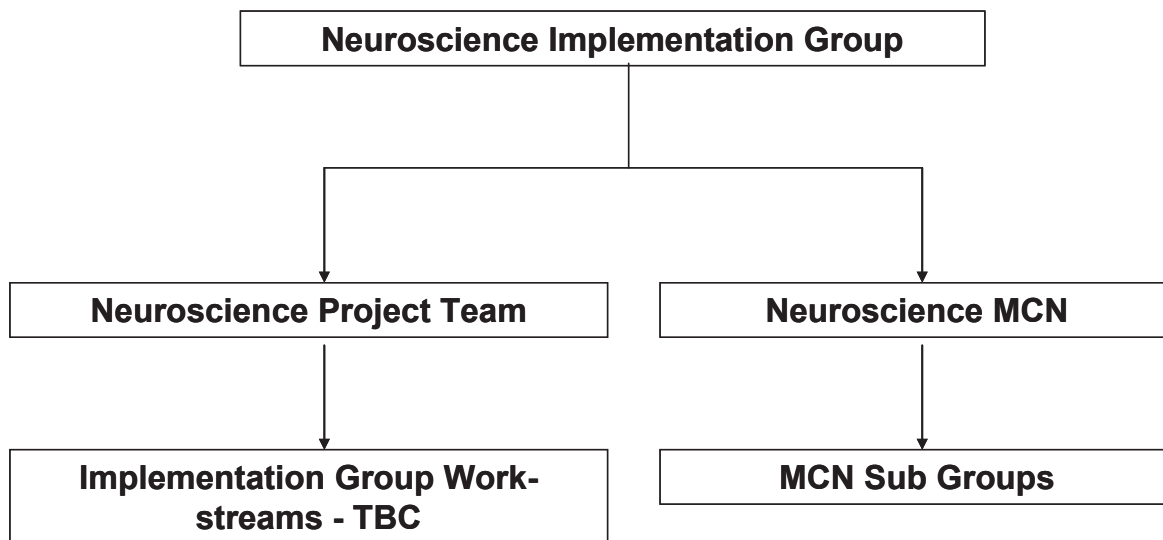 Neuroscience Implementation Group
Neuroscience Project Team
Neuroscience MCN
Implementation Group Work-
streams - TBC
MCN Sub Groups